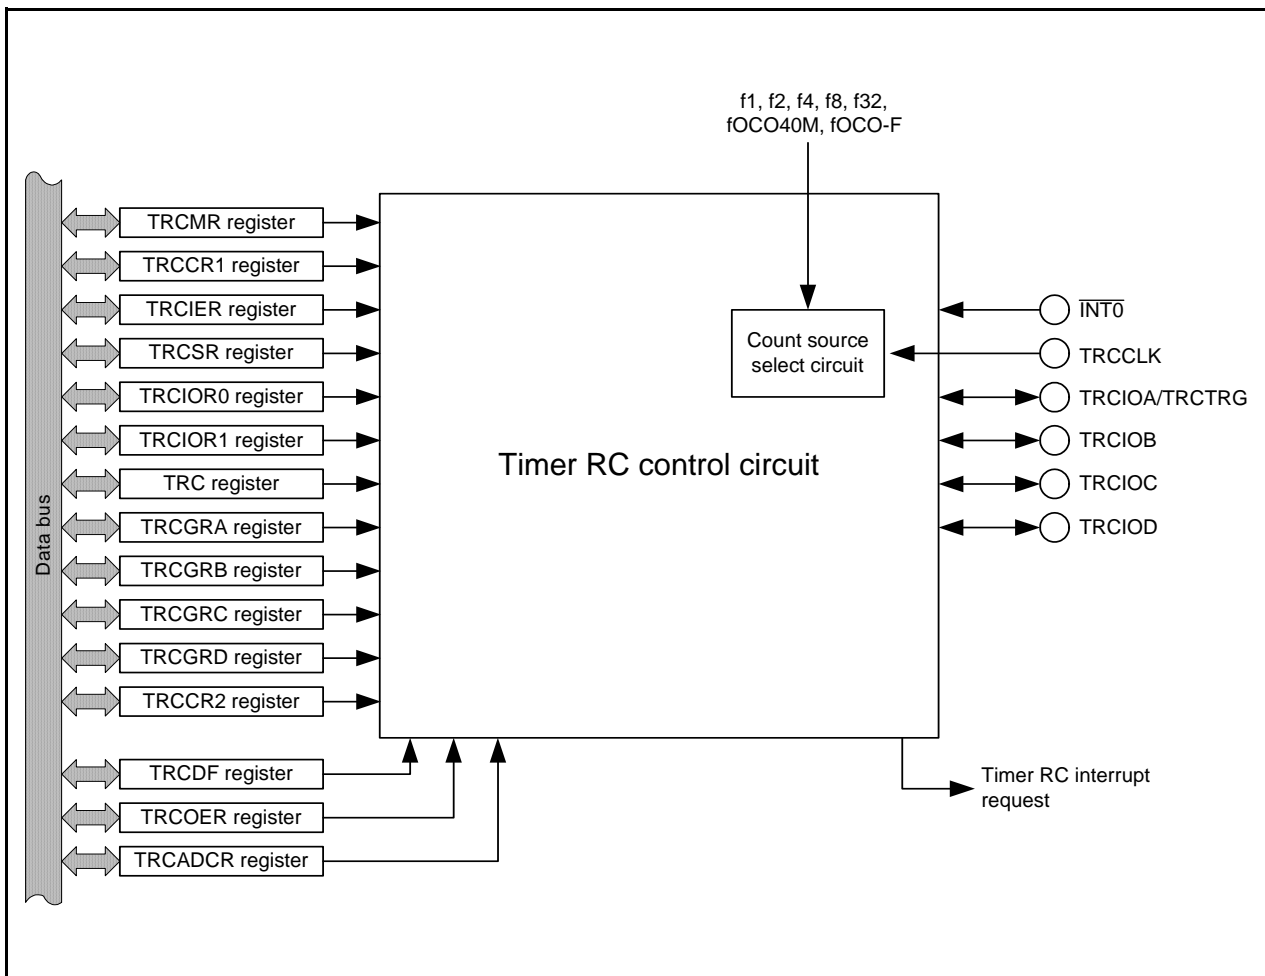 f1, f2, f4, f8, f32,
fOCO40M, fOCO-F
Data bus
TRCMR register
TRCCR1 register
TRCIER register
TRCSR register
TRCIOR0 register
TRCIOR1 register
TRC register
TRCGRA register
TRCGRB register
TRCGRC register
TRCGRD register
TRCCR2 register
TRCDF register
TRCOER register
TRCADCR register
Count source
select circuit
Timer RC control circuit
INT0
TRCCLK
TRCIOA/TRCTRG
TRCIOB
TRCIOC
TRCIOD
Timer RC interrupt
request